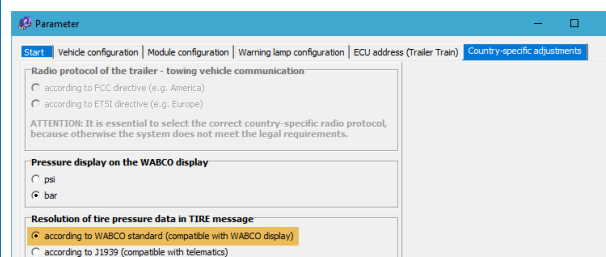 Parameter
Start Vehicle configuration Module configuration Warning lamp configuration ECU address (Trailer Train) Country-specific adjustments
Radio protocol of the trailer - towing vehicle communication
according to FCC directive (e.g. America)
according to ETSI directive (e.g. Europe)
ATTENTION: It is essential to select the correct country-specific radio protocol,
because otherwise the system does not meet the legal requirements.
Pressure display on the WABCO display
psi
bar
Resolution of tire pressure data in TIRE message
according to WABCO standard (compatible with WABCO display)
according to J1939 (compatible with telematics)